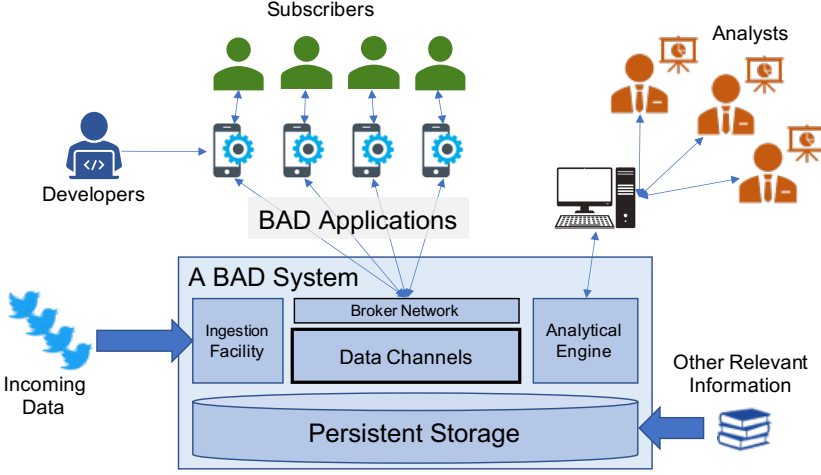 Subscribers
Analysts
Developers
</>
BAD Applications
A BAD System
Broker Network
Ingestion
Facility
Data Channels
Analytical
Engine
Incoming
Data
Other Relevant
Information
Persistent Storage